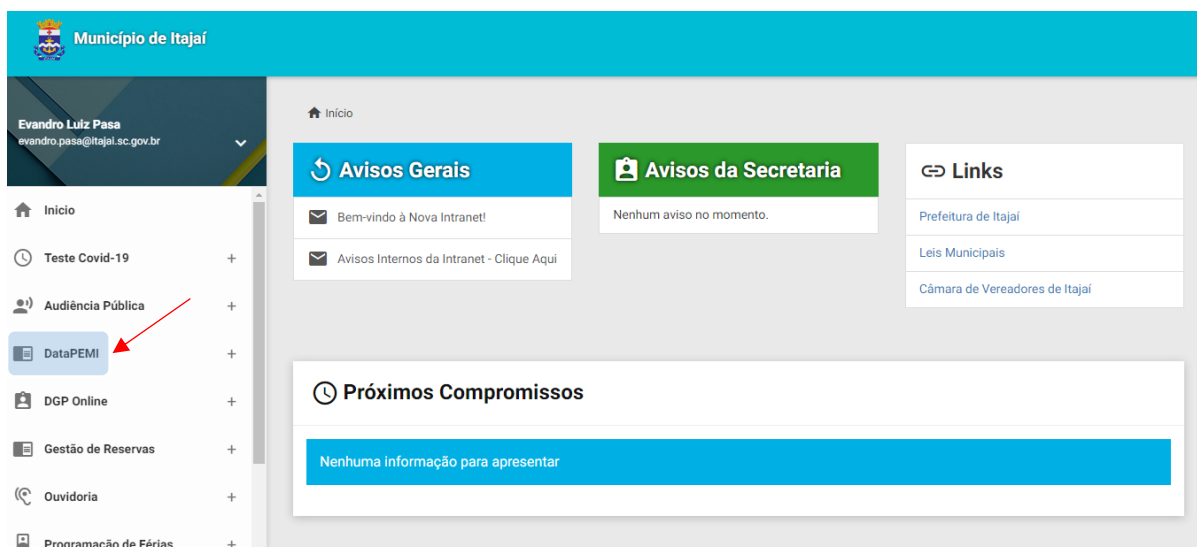 Município de Itajaí
Evandro Luiz Pasa
evandro.pasa@itajai.sc.gov.br
Inicio
Teste Covid-19 +
Audiência Pública +
DataPEMI +
DGP Online +
Gestão de Reservas +
Ouvidoria +
Programação de Férias +
Início
Avisos Gerais
Bem-vindo à Nova Intranet!
Avisos Internos da Intranet - Clique Aqui
Avisos da Secretaria
Nenhum aviso no momento.
Links
Prefeitura de Itajaí
Leis Municipais
Câmara de Vereadores de Itajaí
Próximos Compromissos
Nenhuma informação para apresentar